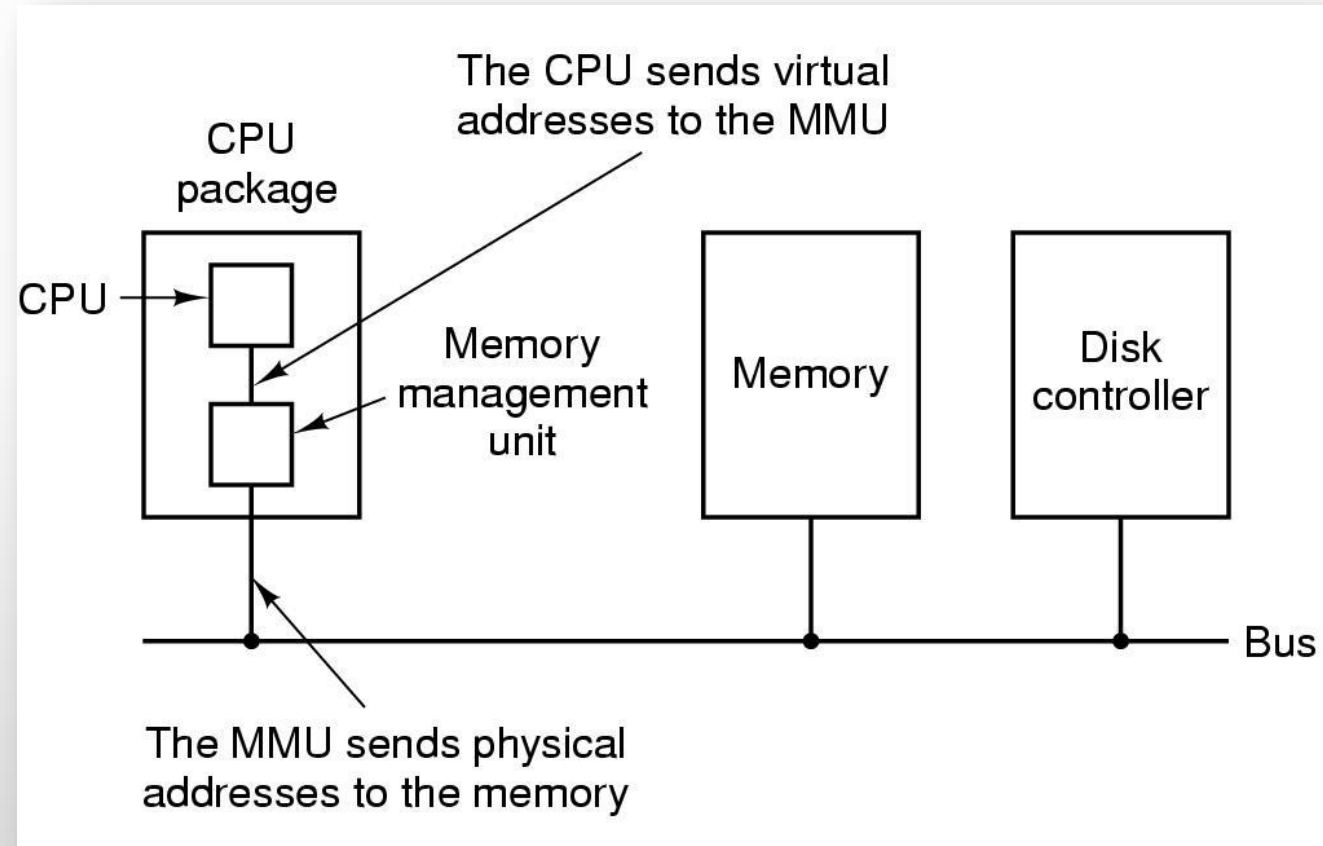 The CPU sends virtual
addresses to the MMU
CPU
package
CPU
Memory
management
unit
Memory
Disk
controller
Bus
The MMU sends physical
addresses to the memory